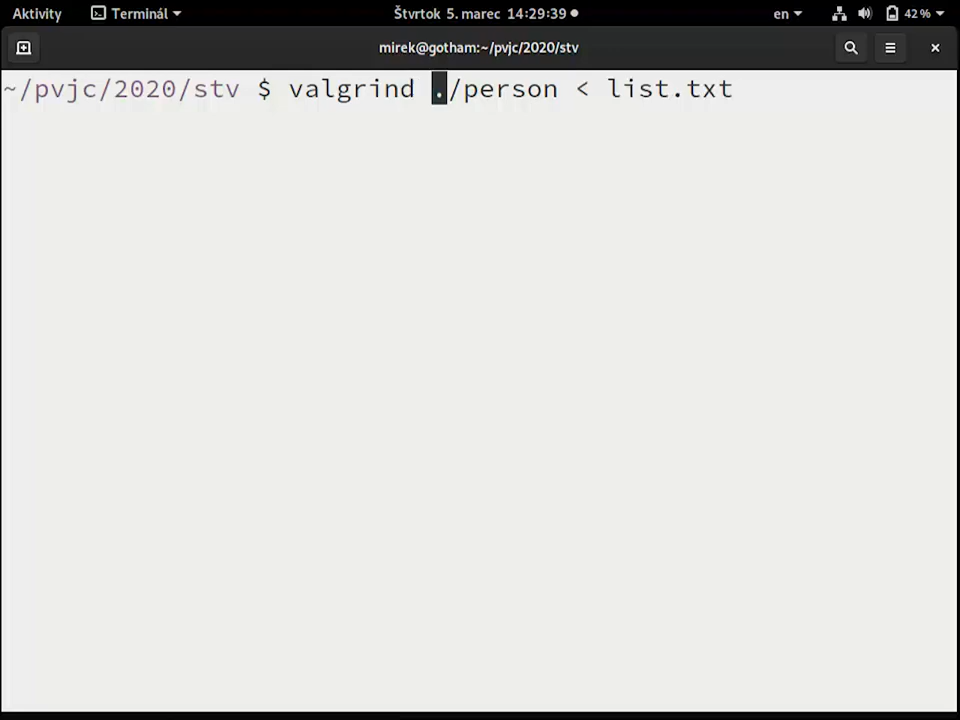 Aktivity Terminál Štvrtok 5. marec 14:29:39 en 42 %
mirek@gotham:~/pvjc/2020/stv
~/pvjc/2020/stv $ valgrind ./person < list.txt